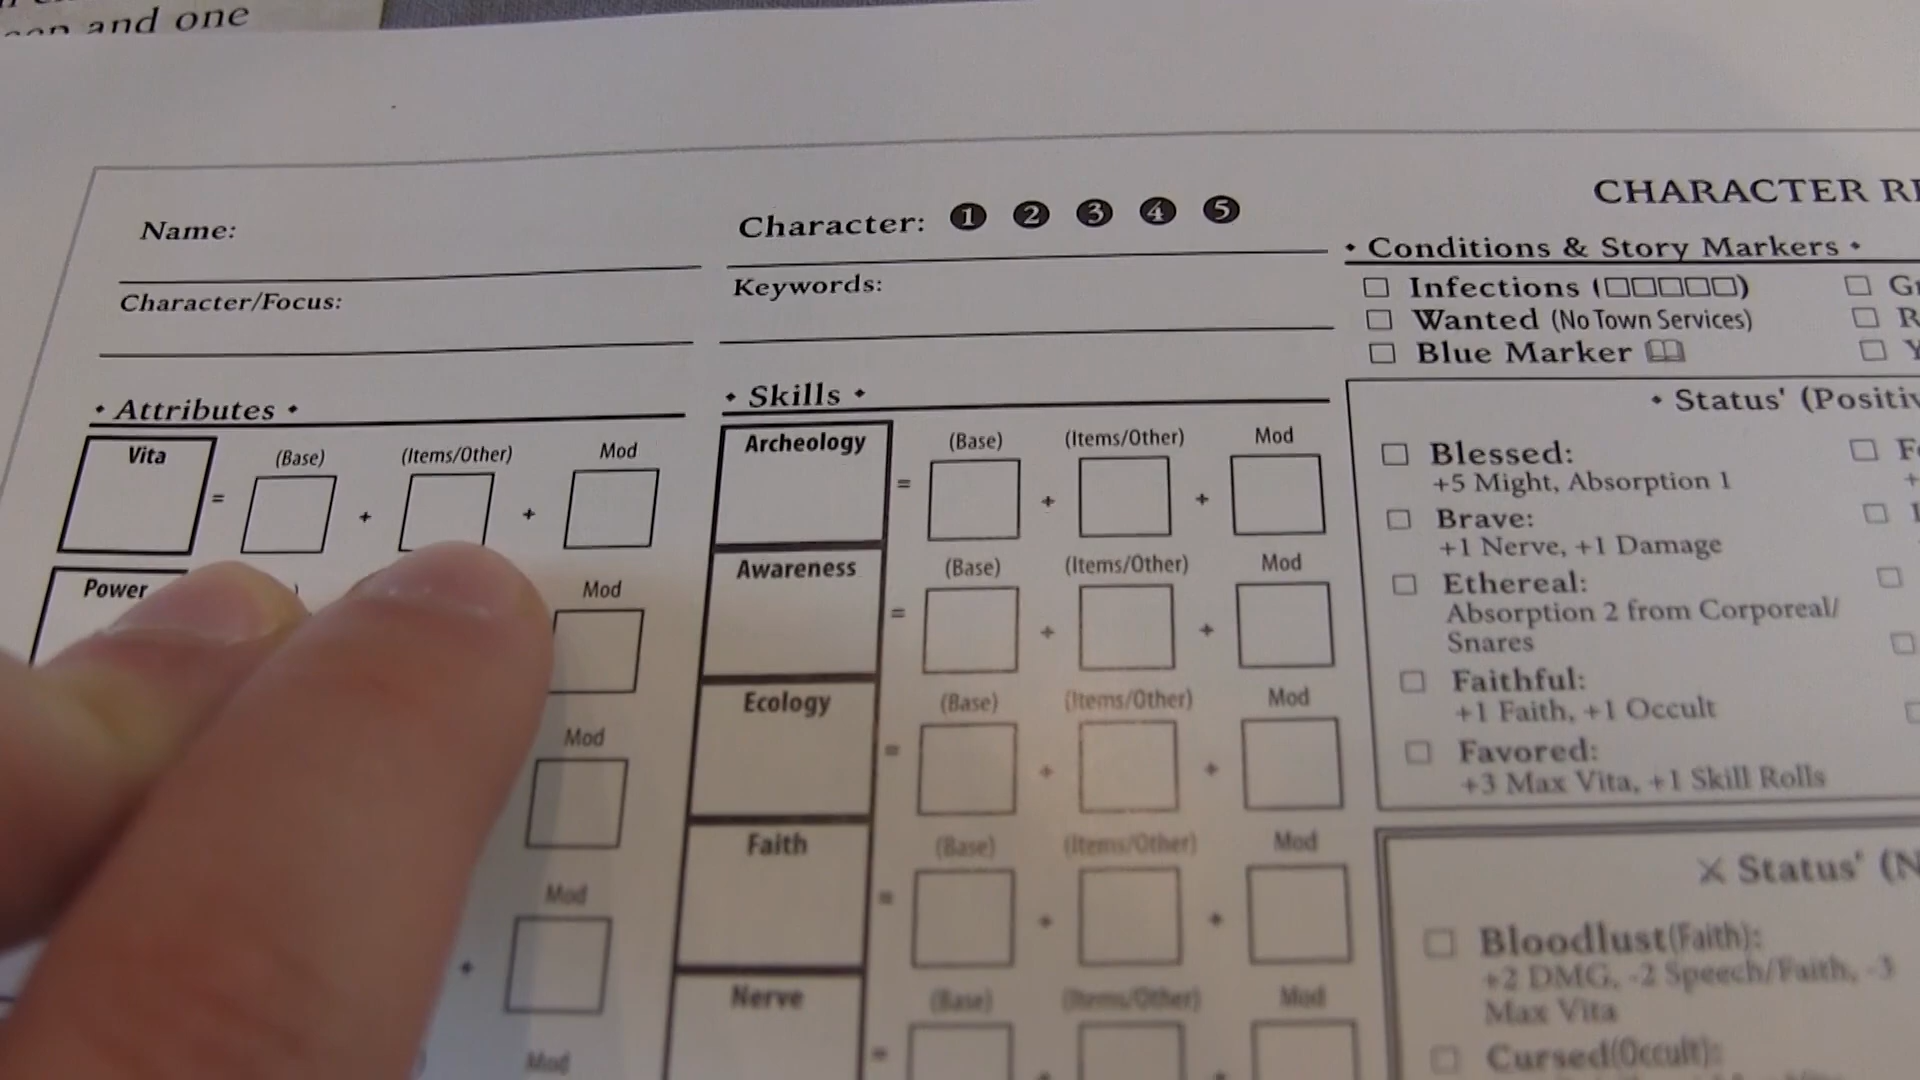 and one
CHARACTER
Name:
Character: 1 2 3 4 5
Character/Focus:
Keywords:
• Conditions & Story Markers •
Infections (□□□□□)
Wanted (No Town Services)
Blue Marker
• Attributes •
Vita = (Base) + (Items/Other) + Mod
Power Mod
Mod
Mod
+
Mod
• Skills •
Archeology = (Base) + (Items/Other) + Mod
Awareness = (Base) + (Items/Other) + Mod
Ecology = (Base) + (Items/Other) + Mod
Faith = (Base) + (Items/Other) + Mod
Nerve = (Base) + (Items/Other) + Mod
• Status'
Blessed:
+5 Might, Absorption 1
Brave:
+1 Nerve, +1 Damage
Ethereal:
Absorption 2 from Corporeal/
Snares
Faithful:
+1 Faith, +1 Occult
Favored:
+3 Max Vita, +1 Skill Rolls
Status'
Bloodlust(Faith):
+2 DMG, -2 Speech/Faith, -3
Max Vita
Cursed(Occult):